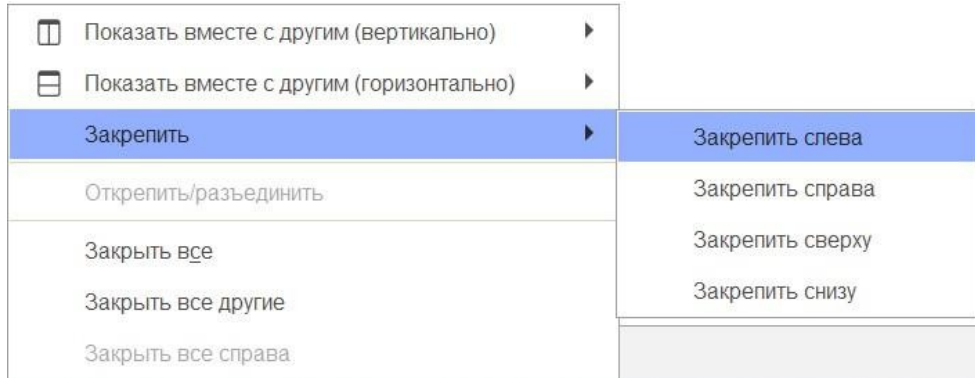 Показать вместе с другим (вертикально)
Показать вместе с другим (горизонтально)
Закрепить
Открепить/разъединить
Закрыть все
Закрыть все другие
Закрыть все справа
Закрепить слева
Закрепить справа
Закрепить сверху
Закрепить снизу